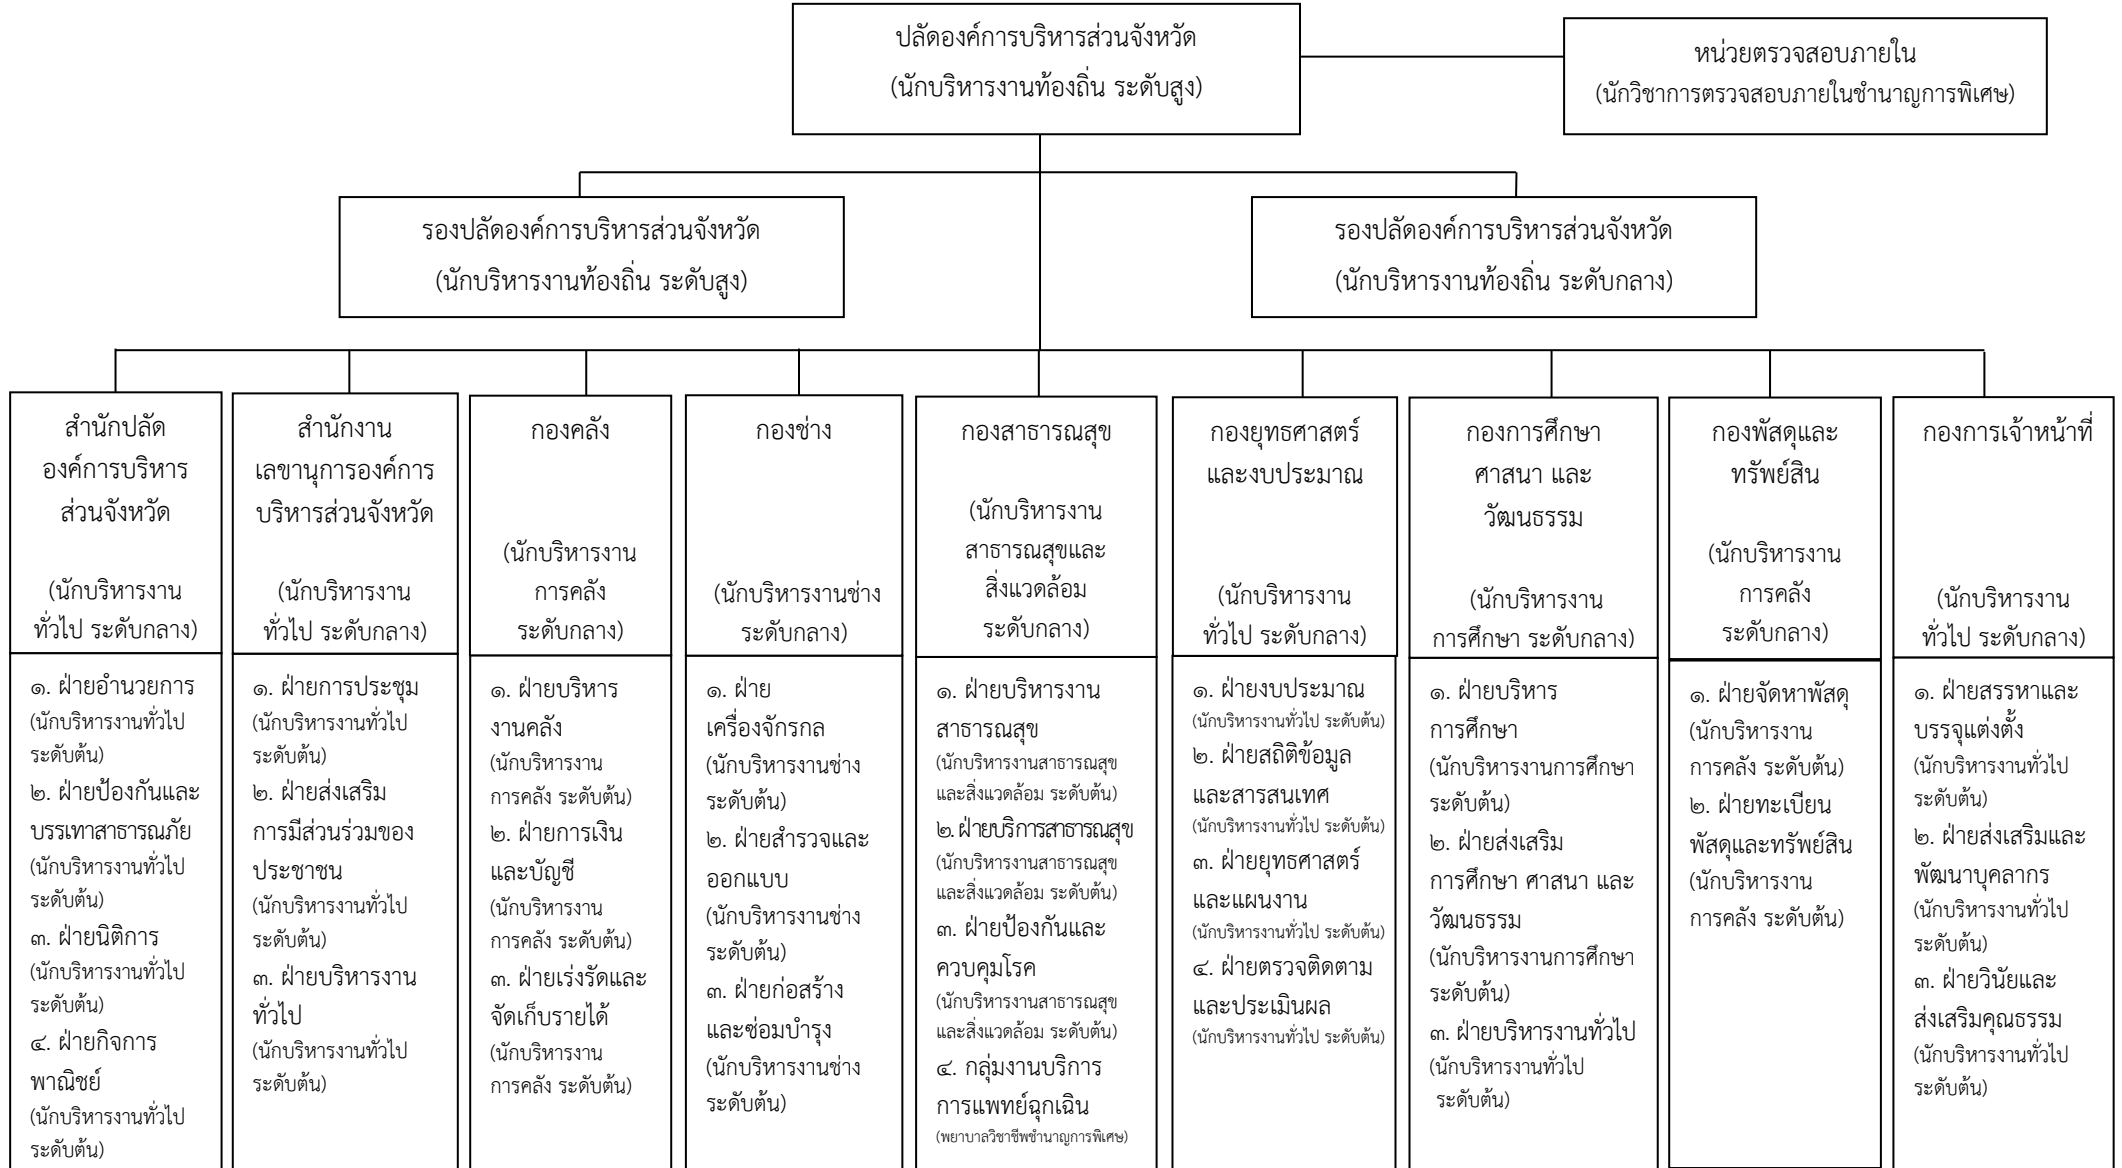 ปลัดองค์การบริหารส่วนจังหวัด
(นักบริหารงานท้องถิ่น ระดับสูง)
หน่วยตรวจสอบภายใน
(นักวิชาการตรวจสอบภายในชำนาญการพิเศษ)
รองปลัดองค์การบริหารส่วนจังหวัด
(นักบริหารงานท้องถิ่น ระดับสูง)
รองปลัดองค์การบริหารส่วนจังหวัด
(นักบริหารงานท้องถิ่น ระดับกลาง)
สำนักปลัด
องค์การบริหาร
ส่วนจังหวัด
(นักบริหารงาน
ทั่วไป ระดับกลาง)
๑. ฝ่ายอำนวยการ
(นักบริหารงานทั่วไป
ระดับต้น)
๒. ฝ่ายป้องกันและ
บรรเทาสาธารณภัย
(นักบริหารงานทั่วไป
ระดับต้น)
๓. ฝ่ายนิติการ
(นักบริหารงานทั่วไป
ระดับต้น)
๔. ฝ่ายกิจการ
พาณิชย์
(นักบริหารงานทั่วไป
ระดับต้น)
สำนักงาน
เลขานุการองค์การ
บริหารส่วนจังหวัด
(นักบริหารงาน
ทั่วไป ระดับกลาง)
๑. ฝ่ายการประชุม
(นักบริหารงานทั่วไป
ระดับต้น)
๒. ฝ่ายส่งเสริม
การมีส่วนร่วมของ
ประชาชน
(นักบริหารงานทั่วไป
ระดับต้น)
๓. ฝ่ายบริหารงาน
ทั่วไป
(นักบริหารงานทั่วไป
ระดับต้น)
กองคลัง
(นักบริหารงาน
การคลัง
ระดับกลาง)
๑. ฝ่ายบริหาร
งานคลัง
(นักบริหารงาน
การคลัง ระดับต้น)
๒. ฝ่ายการเงิน
และบัญชี
(นักบริหารงาน
การคลัง ระดับต้น)
๓. ฝ่ายเร่งรัดและ
จัดเก็บรายได้
(นักบริหารงาน
การคลัง ระดับต้น)
กองช่าง
(นักบริหารงานช่าง
ระดับกลาง)
๑. ฝ่าย
เครื่องจักรกล
(นักบริหารงานช่าง
ระดับต้น)
๒. ฝ่ายสำรวจและ
ออกแบบ
(นักบริหารงานช่าง
ระดับต้น)
๓. ฝ่ายก่อสร้าง
และซ่อมบำรุง
(นักบริหารงานช่าง
ระดับต้น)
กองสาธารณสุข
(นักบริหารงาน
สาธารณสุขและ
สิ่งแวดล้อม
ระดับกลาง)
๑. ฝ่ายบริหารงาน
สาธารณสุข
(นักบริหารงานสาธารณสุข
และสิ่งแวดล้อม ระดับต้น)
๒. ฝ่ายบริการสาธารณสุข
(นักบริหารงานสาธารณสุข
และสิ่งแวดล้อม ระดับต้น)
๓. ฝ่ายป้องกันและ
ควบคุมโรค
(นักบริหารงานสาธารณสุข
และสิ่งแวดล้อม ระดับต้น)
๔. กลุ่มงานบริการ
การแพทย์ฉุกเฉิน
(พยาบาลวิชาชีพชำนาญการพิเศษ)
กองยุทธศาสตร์
และงบประมาณ
(นักบริหารงาน
ทั่วไป ระดับกลาง)
๑. ฝ่ายงบประมาณ
(นักบริหารงานทั่วไป ระดับต้น)
๒. ฝ่ายสถิติข้อมูล
และสารสนเทศ
(นักบริหารงานทั่วไป ระดับต้น)
๓. ฝ่ายยุทธศาสตร์
และแผนงาน
(นักบริหารงานทั่วไป ระดับต้น)
๔. ฝ่ายตรวจติดตาม
และประเมินผล
(นักบริหารงานทั่วไป ระดับต้น)
กองการศึกษา
ศาสนา และ
วัฒนธรรม
(นักบริหารงาน
การศึกษา ระดับกลาง)
๑. ฝ่ายบริหาร
การศึกษา
(นักบริหารงานการศึกษา
ระดับต้น)
๒. ฝ่ายส่งเสริม
การศึกษา ศาสนา และ
วัฒนธรรม
(นักบริหารงานการศึกษา
ระดับต้น)
๓. ฝ่ายบริหารงานทั่วไป
(นักบริหารงานทั่วไป
ระดับต้น)
กองพัสดุและ
ทรัพย์สิน
(นักบริหารงาน
การคลัง
ระดับกลาง)
๑. ฝ่ายจัดหาพัสดุ
(นักบริหารงาน
การคลัง ระดับต้น)
๒. ฝ่ายทะเบียน
พัสดุและทรัพย์สิน
(นักบริหารงาน
การคลัง ระดับต้น)
กองการเจ้าหน้าที่
(นักบริหารงาน
ทั่วไป ระดับกลาง)
๑. ฝ่ายสรรหาและ
บรรจุแต่งตั้ง
(นักบริหารงานทั่วไป
ระดับต้น)
๒. ฝ่ายส่งเสริมและ
พัฒนาบุคลากร
(นักบริหารงานทั่วไป
ระดับต้น)
๓. ฝ่ายวินัยและ
ส่งเสริมคุณธรรม
(นักบริหารงานทั่วไป
ระดับต้น)